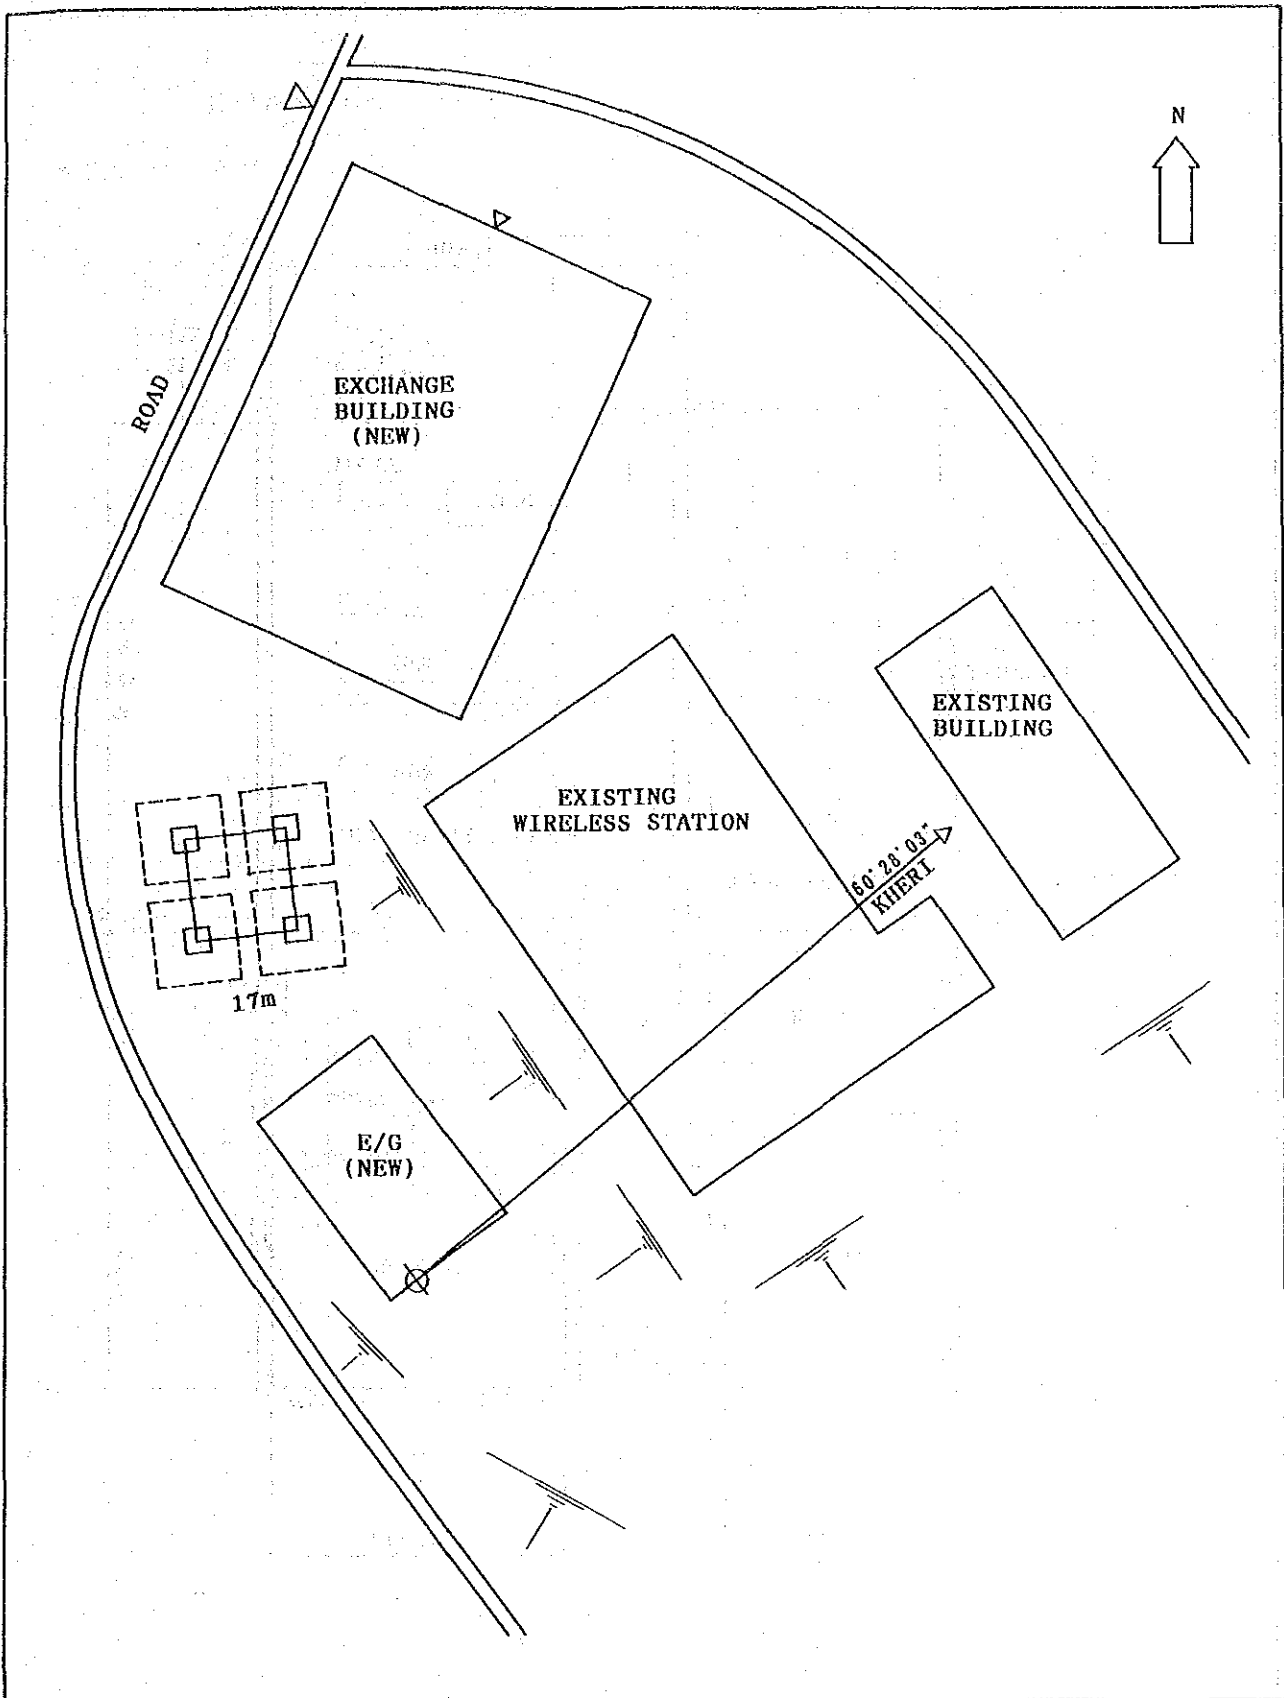 N
ROAD
EXCHANGE
BUILDING
(NEW)
EXISTING
BUILDING
EXISTING
WIRELESS STATION
60°28'03"
KHERI
17m
E/G
(NEW)